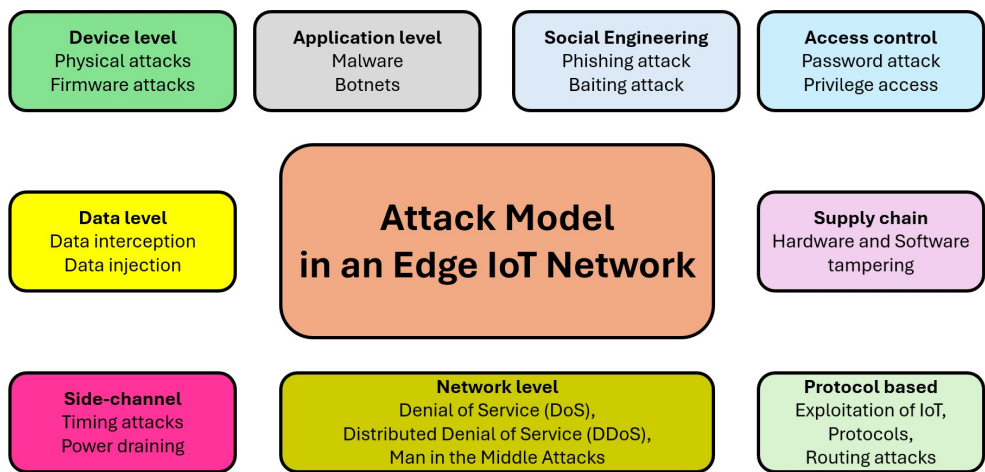 Device level
Physical attacks
Firmware attacks
Application level
Malware
Botnets
Social Engineering
Phishing attack
Baiting attack
Access control
Password attack
Privilege access
Data level
Data interception
Data injection
Attack Model
in an Edge IoT Network
Supply chain
Hardware and Software
tampering
Side-channel
Timing attacks
Power draining
Network level
Denial of Service (DoS),
Distributed Denial of Service (DDoS),
Man in the Middle Attacks
Protocol based
Exploitation of IoT,
Protocols,
Routing attacks